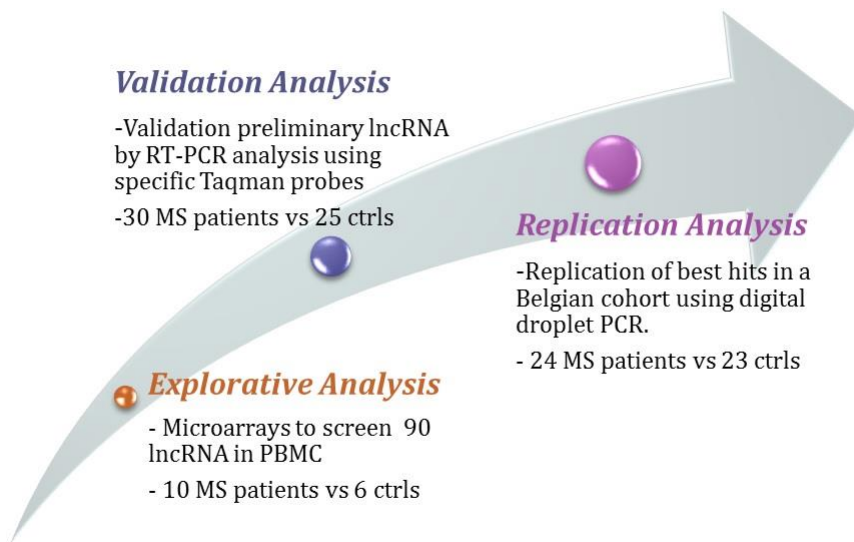 Validation Analysis
-Validation preliminary lncRNA
by RT-PCR analysis using
specific Taqman probes
-30 MS patients vs 25 ctrls
Replication Analysis
-Replication of best hits in a
Belgian cohort using digital
droplet PCR.
- 24 MS patients vs 23 ctrls
Explorative Analysis
- Microarrays to screen 90
lncRNA in PBMC
- 10 MS patients vs 6 ctrls